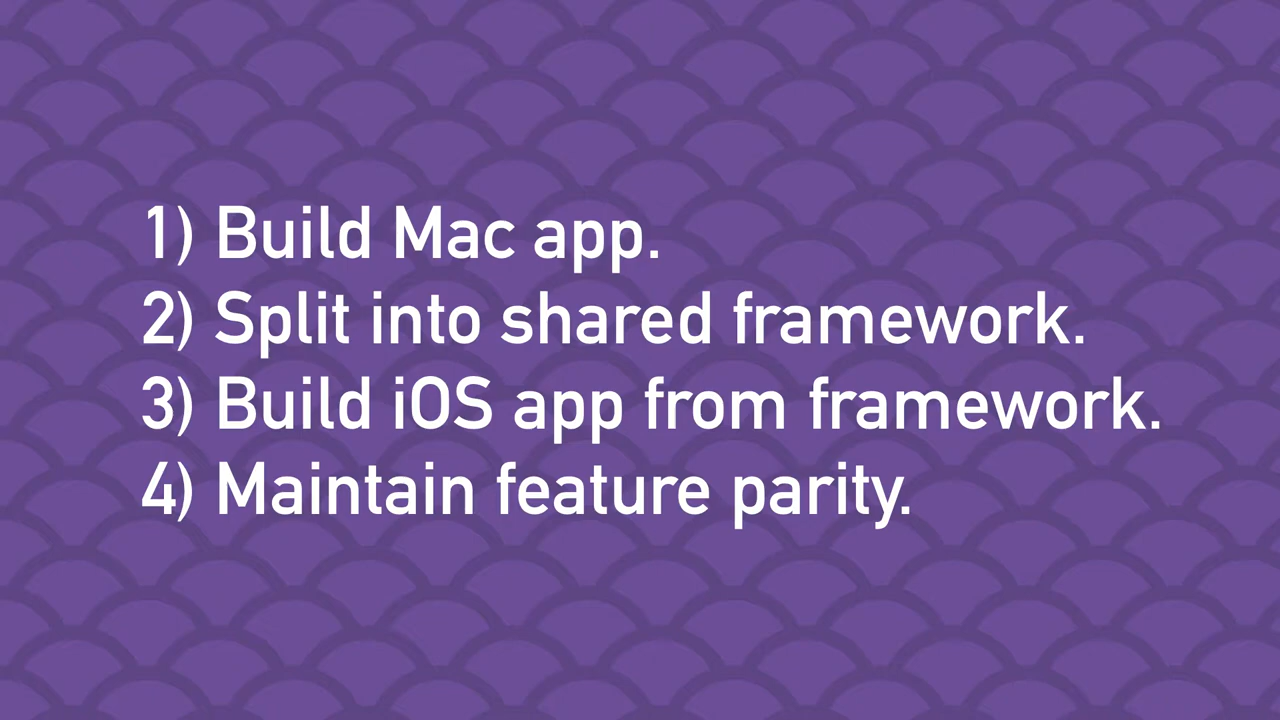 1) Build Mac app.
2) Split into shared framework.
3) Build iOS app from framework.
4) Maintain feature parity.